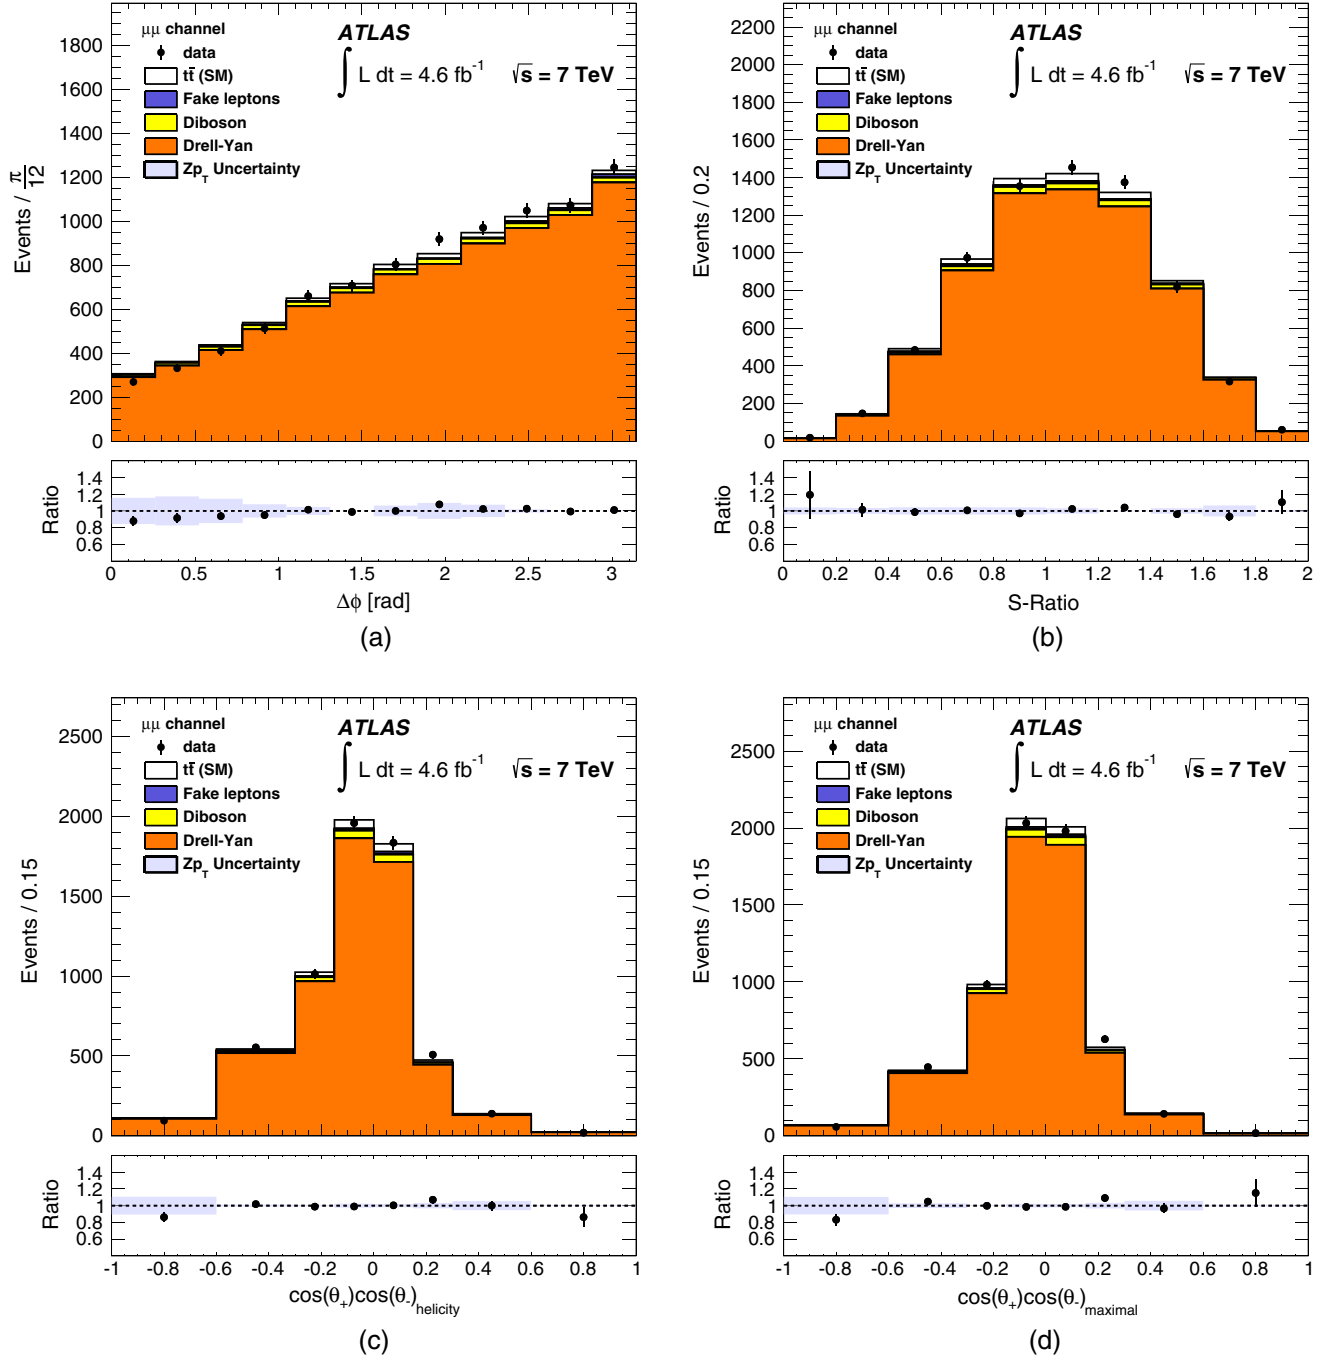 μμ channel
data
tt̄ (SM)
Fake leptons
Diboson
Drell-Yan
Zp_T Uncertainty
ATLAS
∫ L dt = 4.6 fb⁻¹ √s = 7 TeV
Events / π/12
1800
1600
1400
1200
1000
800
600
400
200
0
Ratio
1.4
1.2
1
0.8
0.6
0 0.5 1 1.5 2 2.5 3
Δϕ [rad]
(a)
μμ channel
data
tt̄ (SM)
Fake leptons
Diboson
Drell-Yan
Zp_T Uncertainty
ATLAS
∫ L dt = 4.6 fb⁻¹ √s = 7 TeV
Events / 0.2
2200
2000
1800
1600
1400
1200
1000
800
600
400
200
0
Ratio
1.4
1.2
1
0.8
0.6
0 0.2 0.4 0.6 0.8 1 1.2 1.4 1.6 1.8 2
S-Ratio
(b)
μμ channel
data
tt̄ (SM)
Fake leptons
Diboson
Drell-Yan
Zp_T Uncertainty
ATLAS
∫ L dt = 4.6 fb⁻¹ √s = 7 TeV
Events / 0.15
2500
2000
1500
1000
500
0
Ratio
1.4
1.2
1
0.8
0.6
-1 -0.8 -0.6 -0.4 -0.2 0 0.2 0.4 0.6 0.8 1
cos(θ₊)cos(θ₋)_helicity
(c)
μμ channel
data
tt̄ (SM)
Fake leptons
Diboson
Drell-Yan
Zp_T Uncertainty
ATLAS
∫ L dt = 4.6 fb⁻¹ √s = 7 TeV
Events / 0.15
2500
2000
1500
1000
500
0
Ratio
1.4
1.2
1
0.8
0.6
-1 -0.8 -0.6 -0.4 -0.2 0 0.2 0.4 0.6 0.8 1
cos(θ₊)cos(θ₋)_maximal
(d)